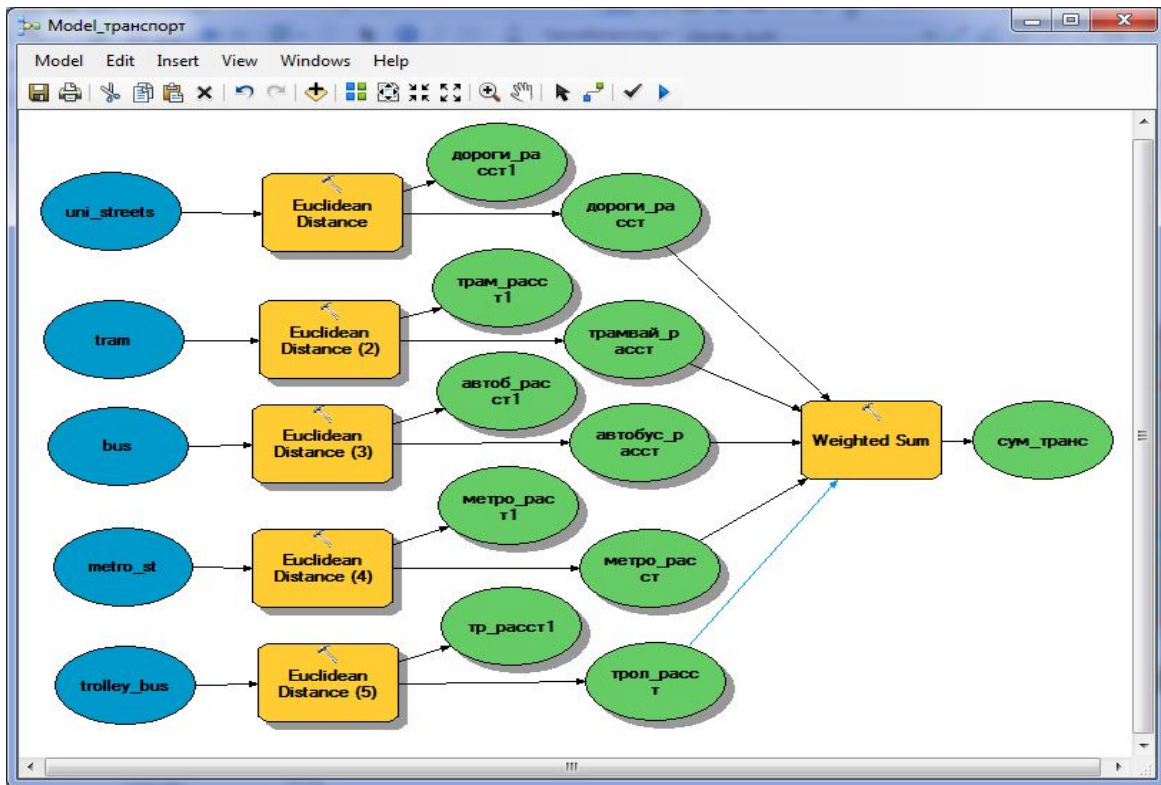 Model_транспорт
Model Edit Insert View Windows Help
uni_streets
Euclidean
Distance
дороги_ра
сст1
дороги_ра
сст
tram
Euclidean
Distance (2)
трам_расс
т1
трамвай_р
асст
bus
Euclidean
Distance (3)
автоб_рас
ст1
автобус_р
асст
Weighted Sum
сум_транс
metro_st
Euclidean
Distance (4)
метро_рас
т1
метро_рас
ст
trolley_bus
Euclidean
Distance (5)
тр_расст1
трол_расс
т